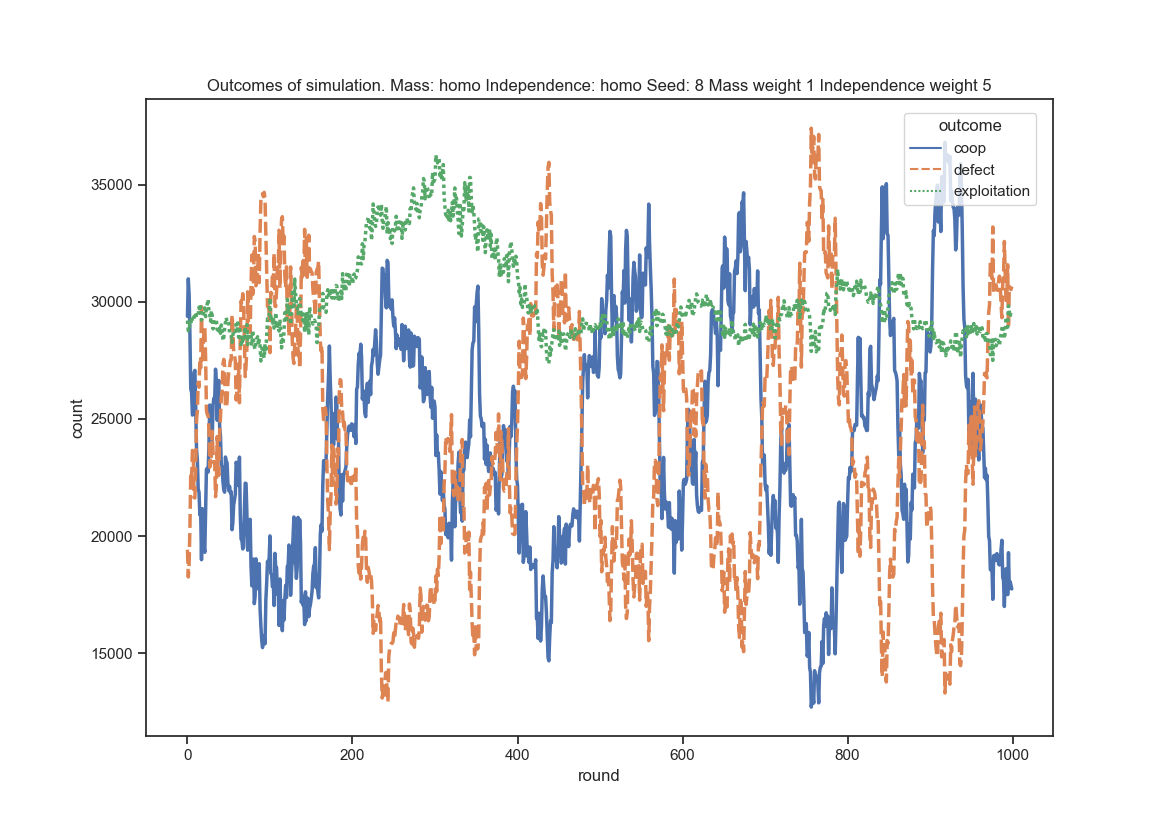 Outcomes of simulation. Mass: homo Independence: homo Seed: 8 Mass weight 1 Independence weight 5
outcome
coop
defect
exploitation
35000
30000
25000
20000
15000
count
0 200 400 600 800 1000
round